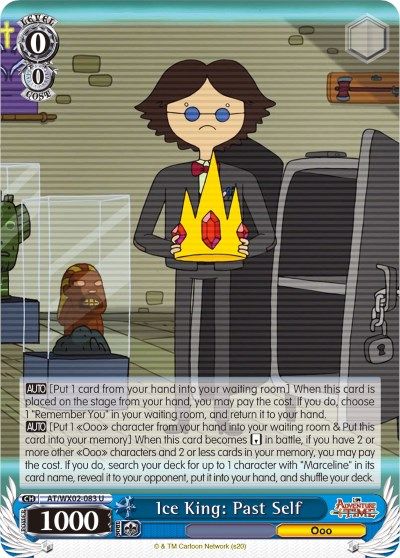 LEVEL
0
0
COST
AUTO [Put 1 card from your hand into your waiting room] When this card is
placed on the stage from your hand, you may pay the cost. If you do, choose
1 "Remember You" in your waiting room, and return it to your hand.
AUTO [Put 1 «Ooo» character from your hand into your waiting room & Put this
card into your memory] When this card becomes in battle, if you have 2 or
more other «Ooo» characters and 2 or less cards in your memory, you may
pay the cost. If you do, search your deck for up to 1 character with "Marceline" in its
card name, reveal it to your opponent, put it into your hand, and shuffle your deck.
CH AT/WX02-083 U
Ice King: Past Self
ADVENTURE TIME
POWER 1000
Ooo
© & TM Cartoon Network (s20)